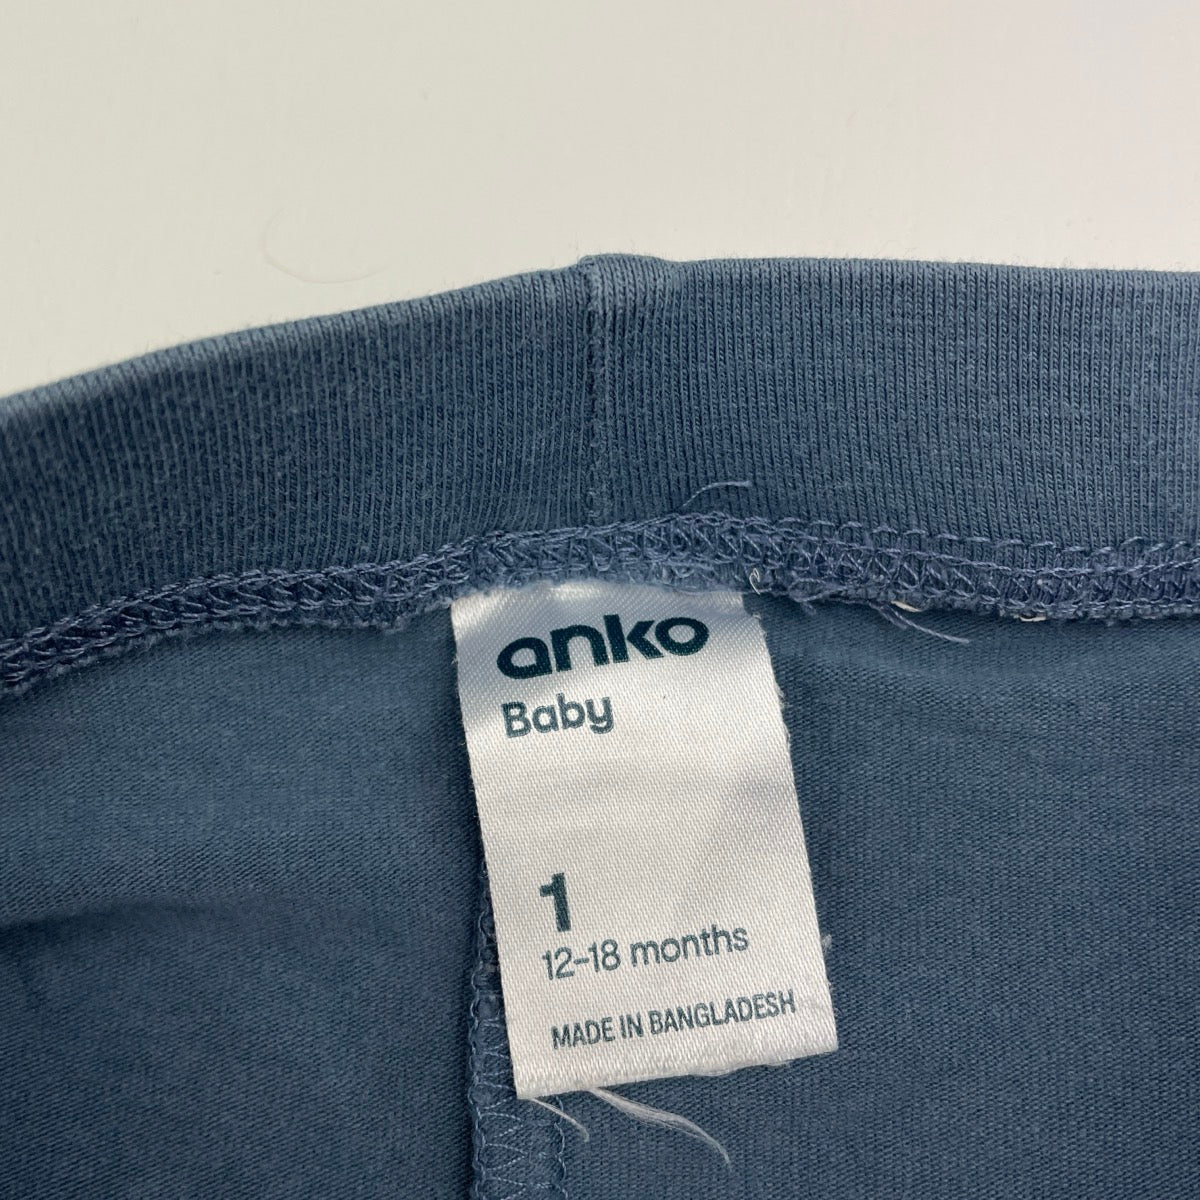 anko
Baby
1
12-18 months
MADE IN BANGLADESH